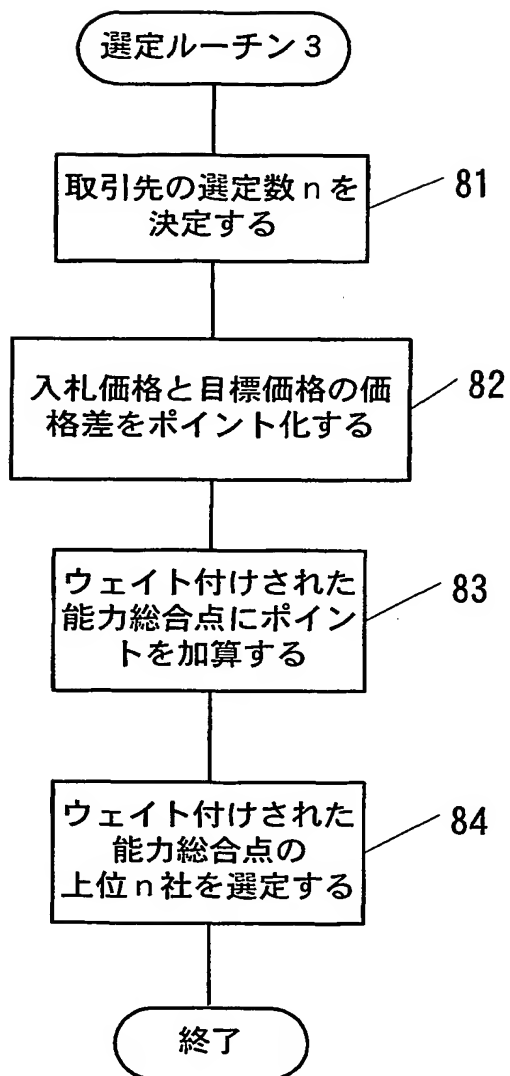 選定ルーチン３
取引先の選定数ｎを
決定する
81
入札価格と目標価格の価
格差をポイント化する
82
ウェイト付けされた
能力総合点にポイン
トを加算する
83
ウェイト付けされた
能力総合点の
上位ｎ社を選定する
84
終了